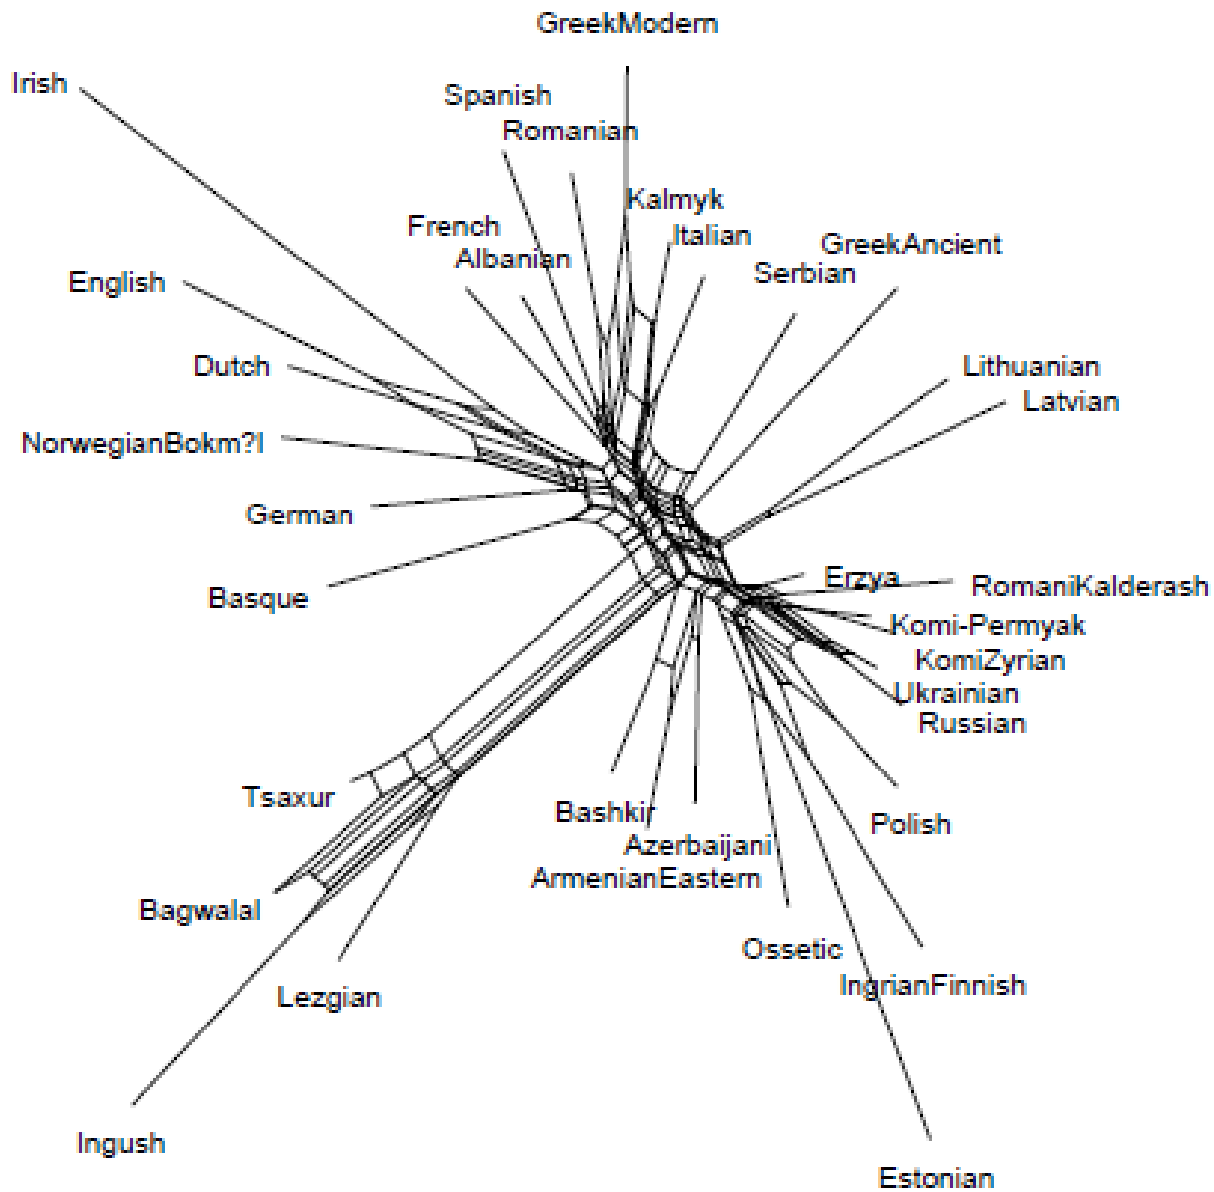 GreekModern
Irish
Spanish
Romanian
Kalmyk
French
Italian
GreekAncient
Albanian
Serbian
English
Dutch
Lithuanian
Latvian
NorwegianBokm?l
German
Erzya
RomaniKalderash
Basque
Komi-Permyak
KomiZyrian
Ukrainian
Russian
Tsaxur
Bashkir
Polish
Azerbaijani
ArmenianEastern
Bagwalal
Ossetic
IngrianFinnish
Lezgian
Ingush
Estonian